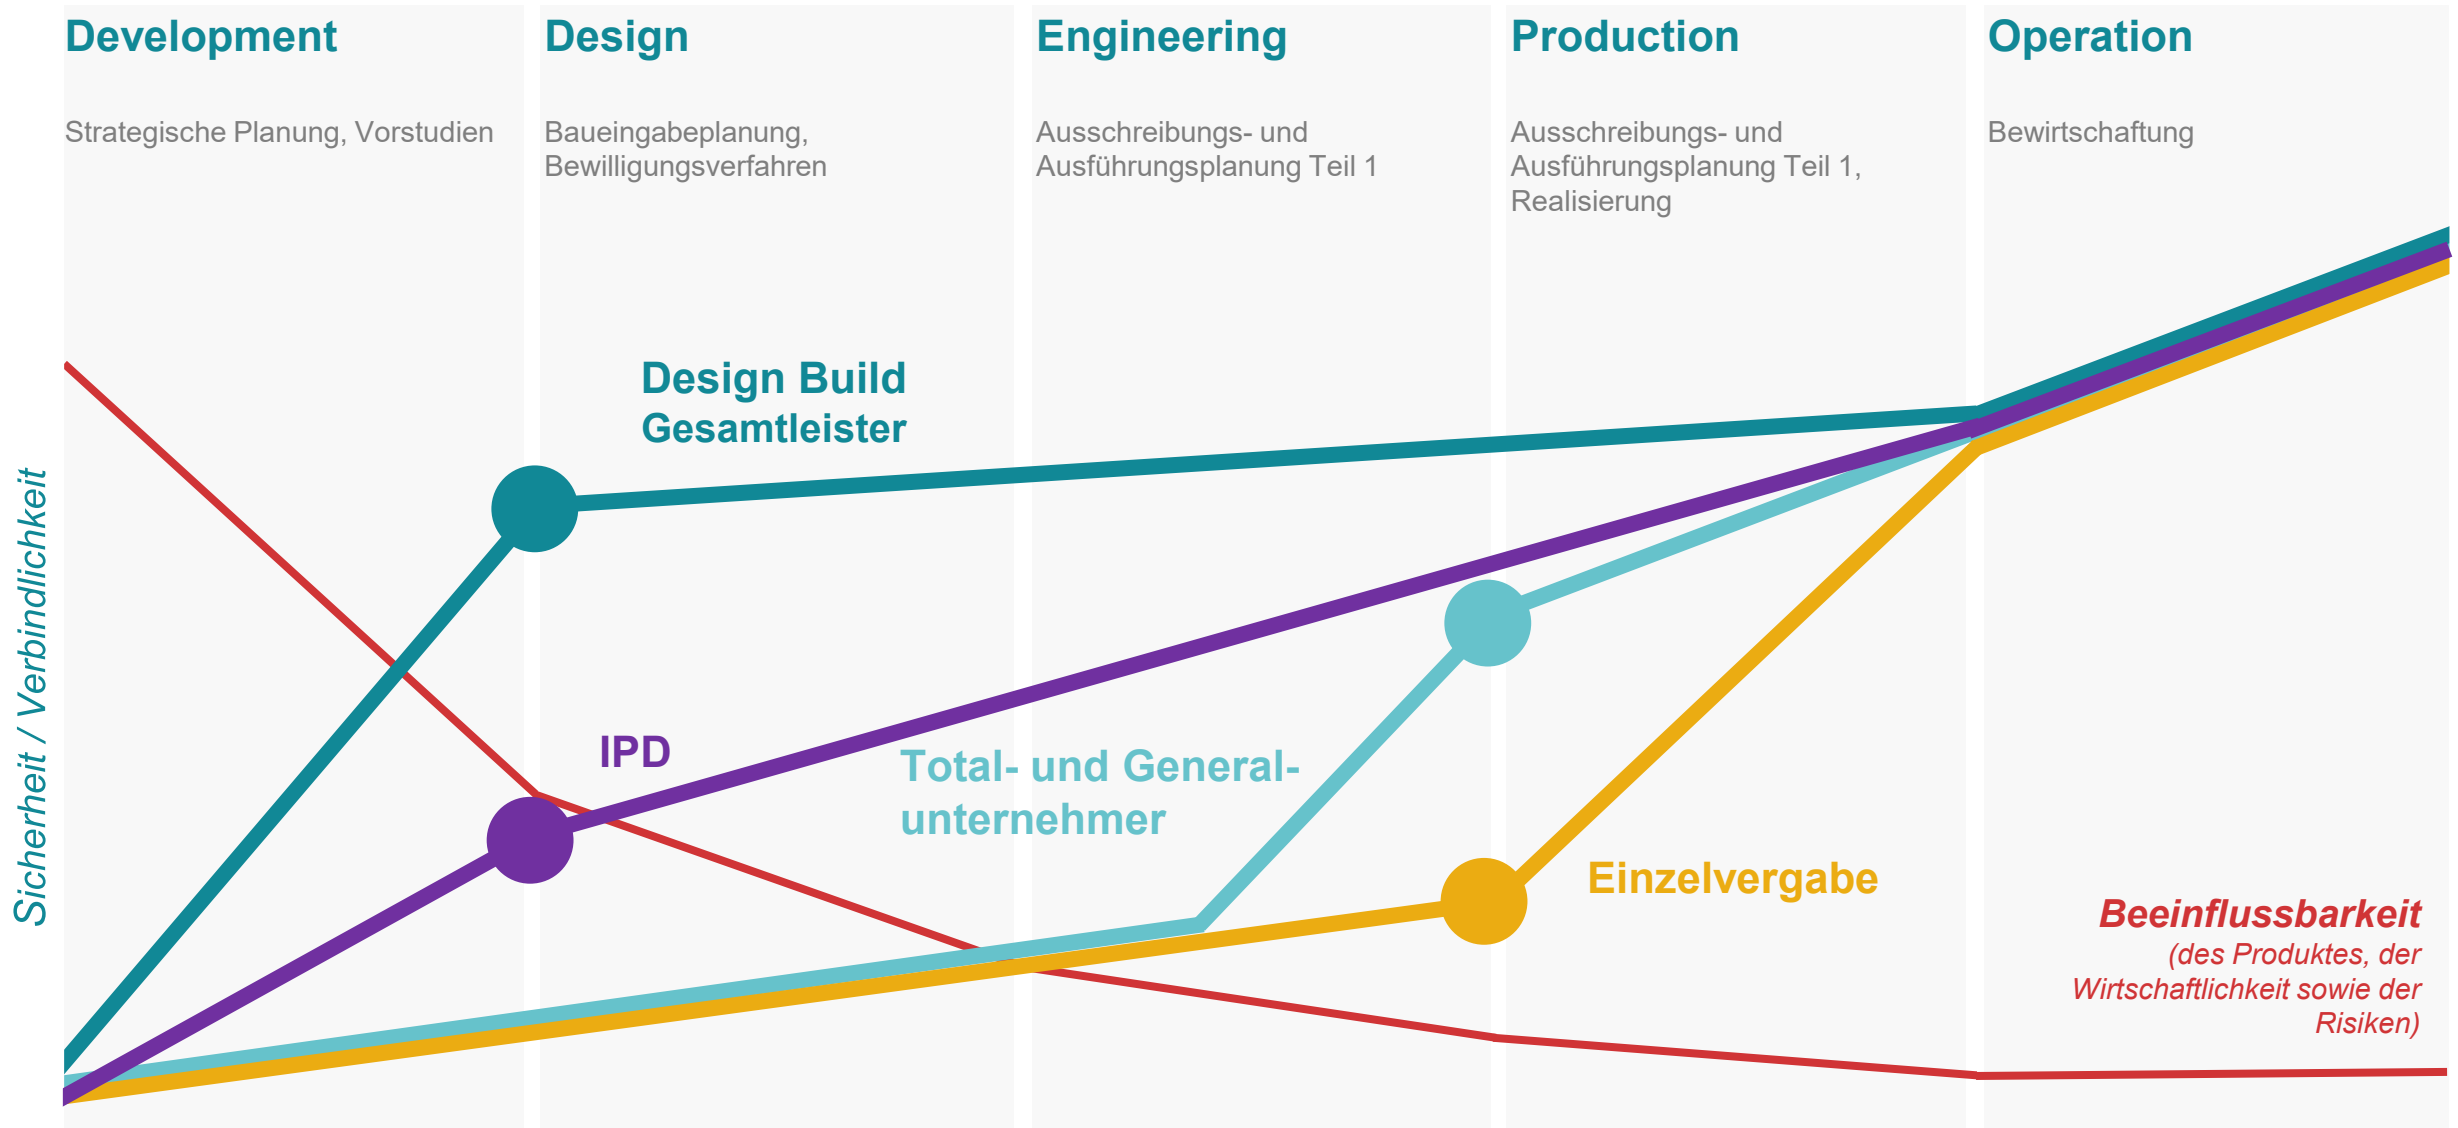 Development
Strategische Planung, Vorstudien
Design
Baueingabeplanung,
Bewilligungsverfahren
Engineering
Ausschreibungs- und
Ausführungsplanung Teil 1
Production
Ausschreibungs- und
Ausführungsplanung Teil 1,
Realisierung
Operation
Bewirtschaftung
Sicherheit / Verbindlichkeit
Design Build
Gesamtleister
IPD
Total- und General-
unternehmer
Einzelvergabe
Beeinflussbarkeit
(des Produktes, der
Wirtschaftlichkeit sowie der
Risiken)